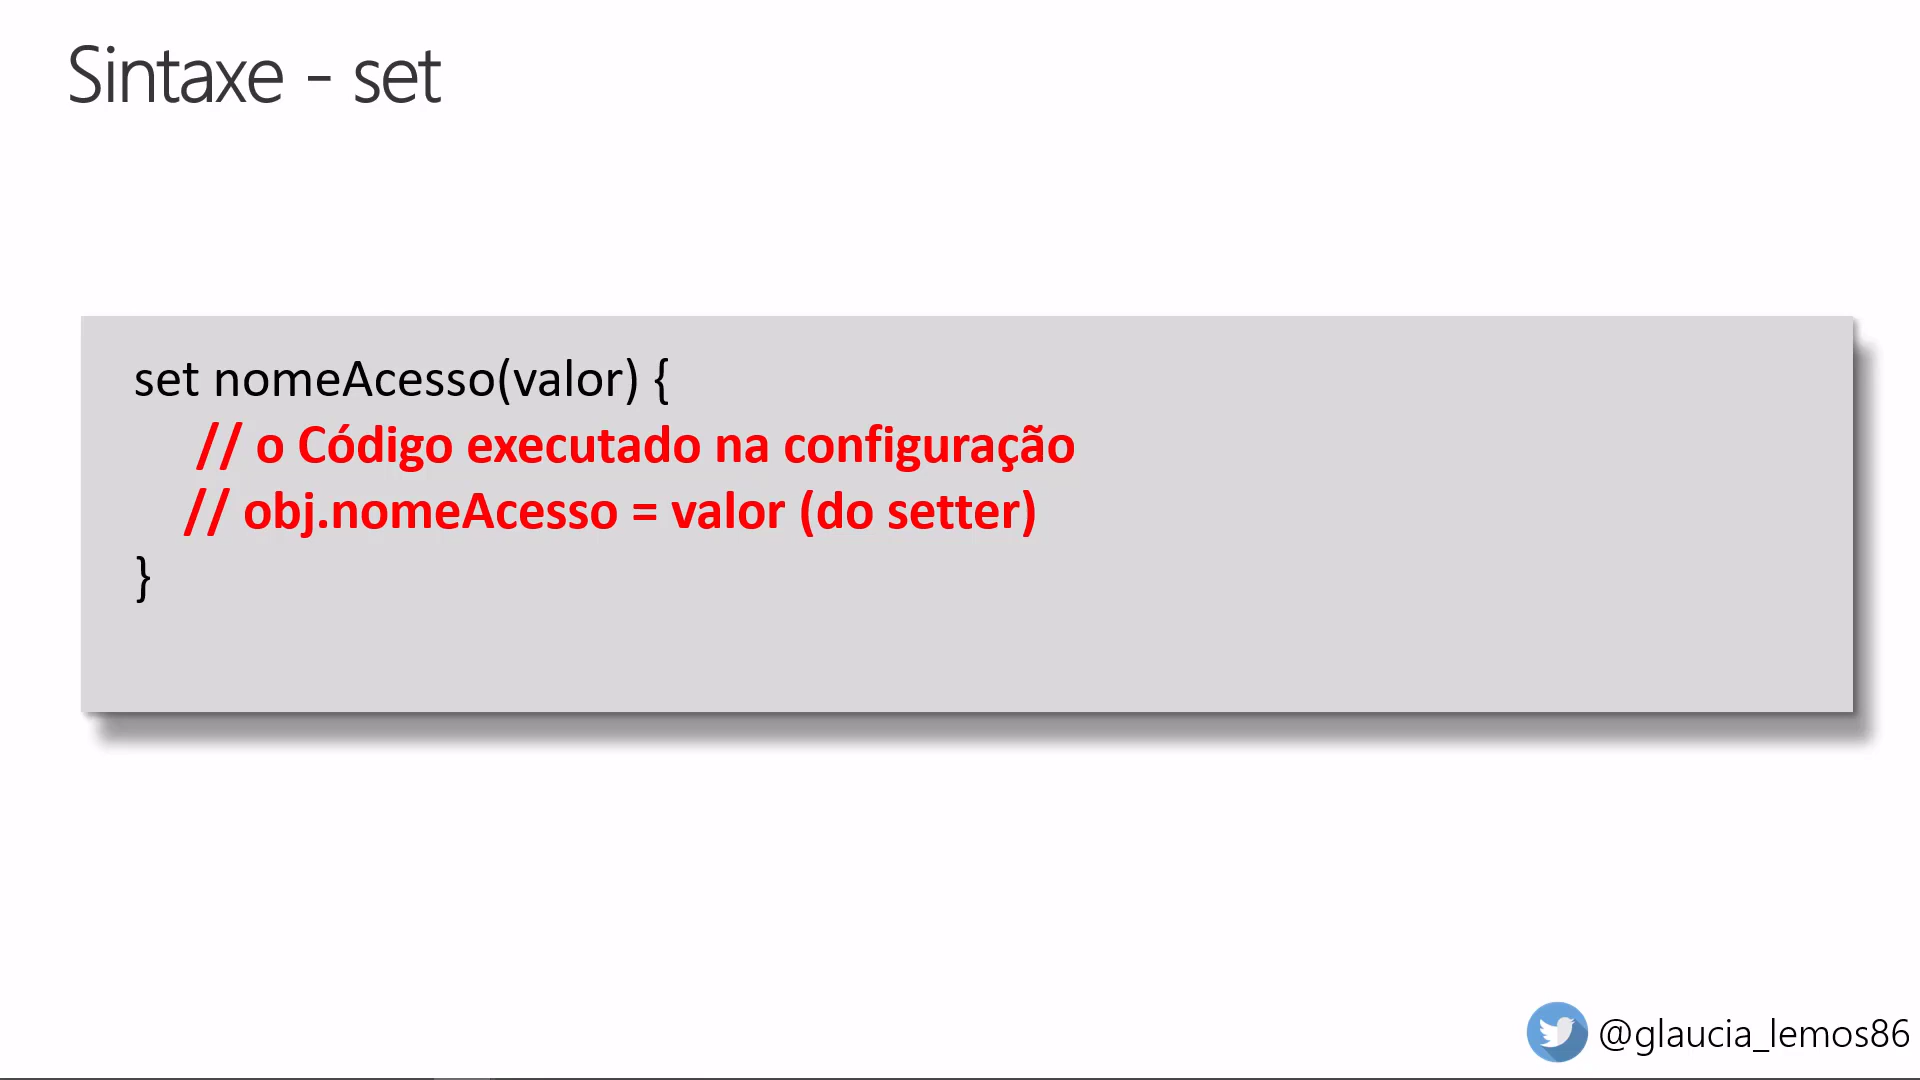 Sintaxe - set
set nomeAcesso(valor) {
// o Código executado na configuração
// obj.nomeAcesso = valor (do setter)
}
@glaucia_lemos86